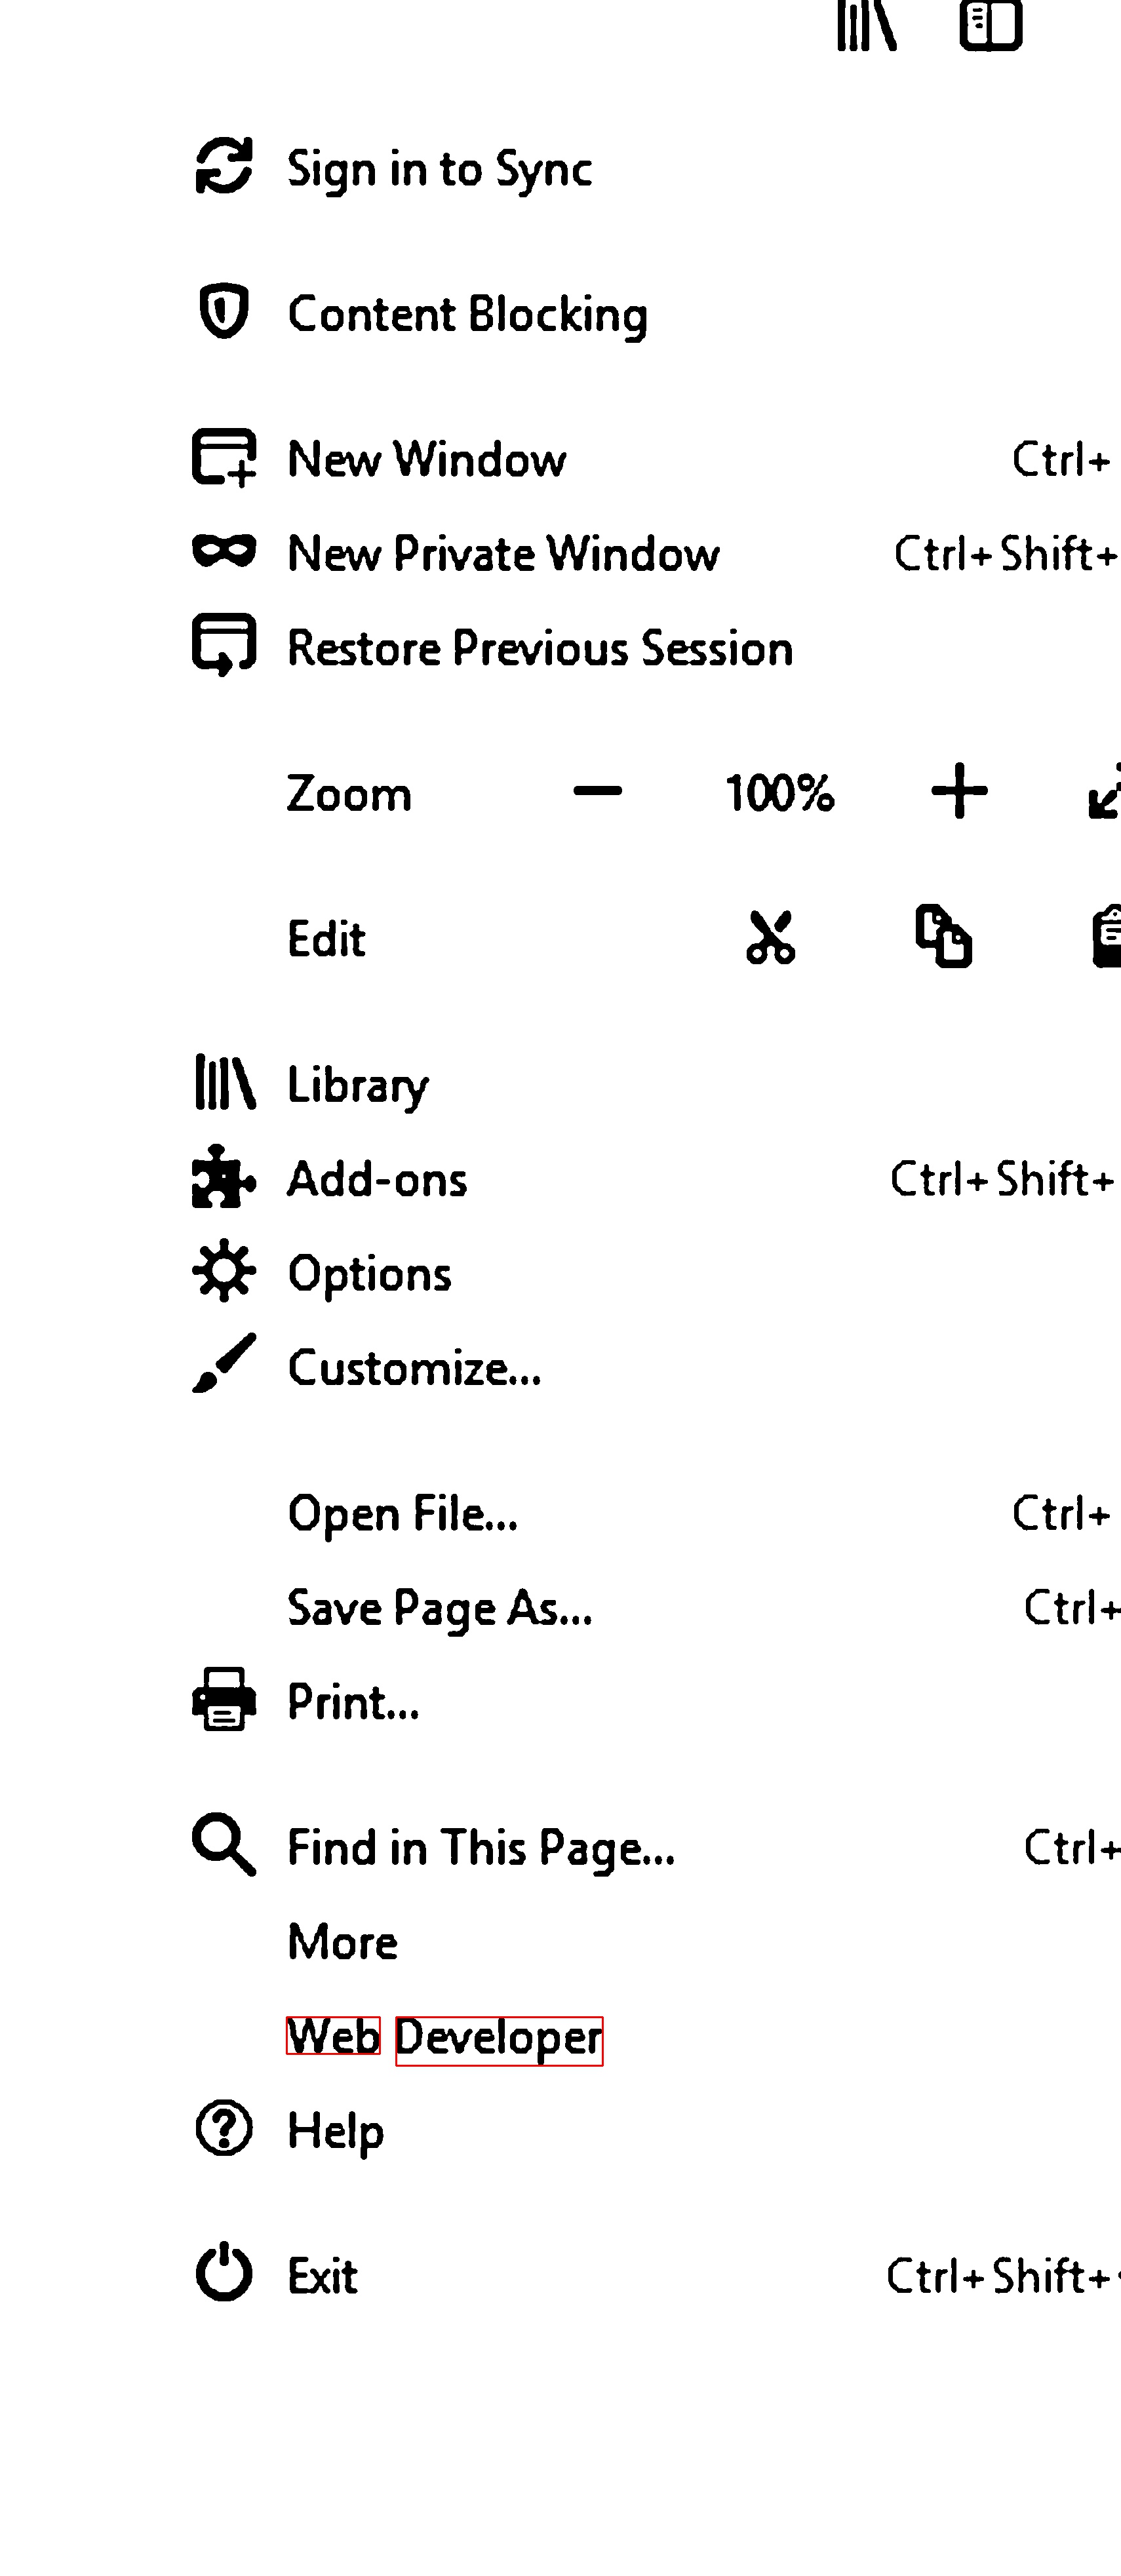 Sign in to Sync
Content Blocking
New Window Ctrl+
New Private Window Ctrl+Shift+
Restore Previous Session
Zoom − 100% +
Edit
Library
Add-ons Ctrl+Shift+
Options
Customize...
Open File... Ctrl+
Save Page As... Ctrl+
Print...
Find in This Page... Ctrl+
More
Web Developer
Help
Exit Ctrl+Shift+